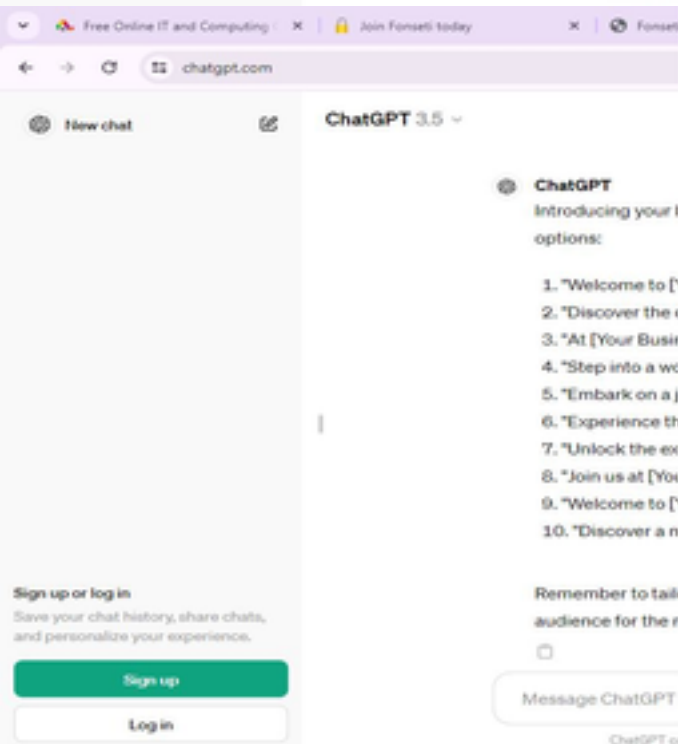 Free Online IT and Computing
Join Fonseti today
Fonseti
chatgpt.com
New chat
ChatGPT 3.5
ChatGPT
Introducing your
options:
1. "Welcome to [
2. "Discover the
3. "At [Your Busi
4. "Step into a wo
5. "Embark on a j
6. "Experience th
7. "Unlock the ex
8. "Join us at [You
9. "Welcome to [
10. "Discover a n
Remember to tail
audience for the
Sign up or log in
Save your chat history, share chats,
and personalize your experience.
Sign up
Log in
Message ChatGPT
ChatGPT c